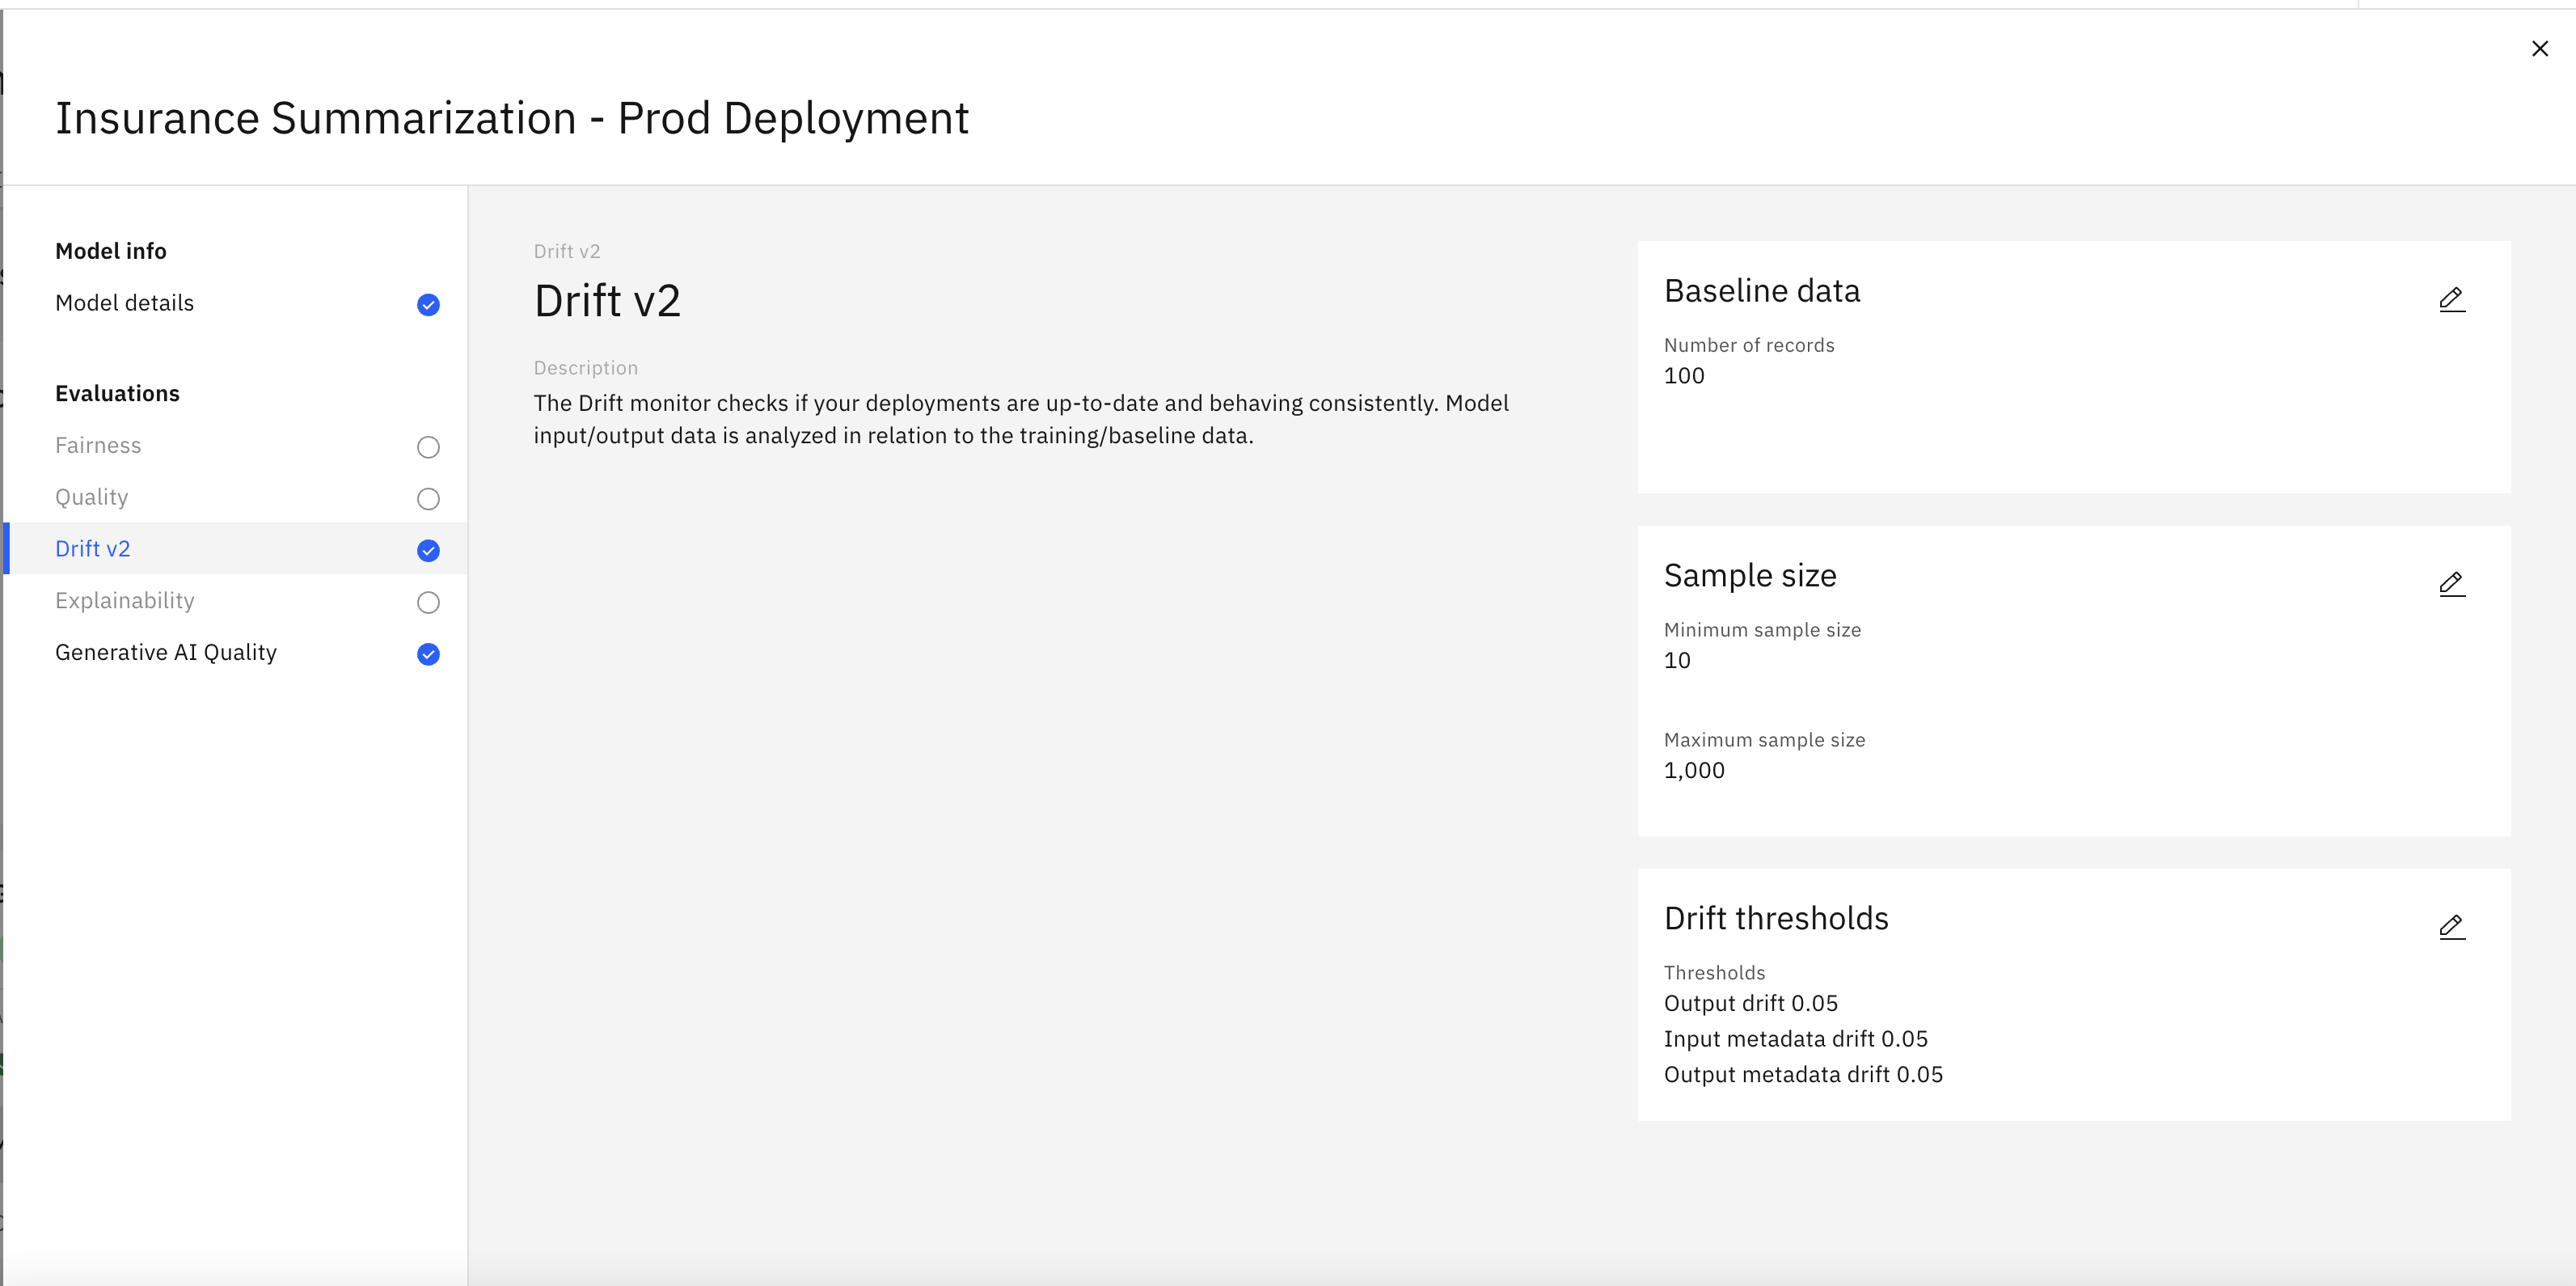 Insurance Summarization - Prod Deployment
Model info
Model details
Evaluations
Fairness
Quality
Drift v2
Explainability
Generative AI Quality
Drift v2
Drift v2
Description
The Drift monitor checks if your deployments are up-to-date and behaving consistently. Model
input/output data is analyzed in relation to the training/baseline data.
Baseline data
Number of records
100
Sample size
Minimum sample size
10
Maximum sample size
1,000
Drift thresholds
Thresholds
Output drift 0.05
Input metadata drift 0.05
Output metadata drift 0.05